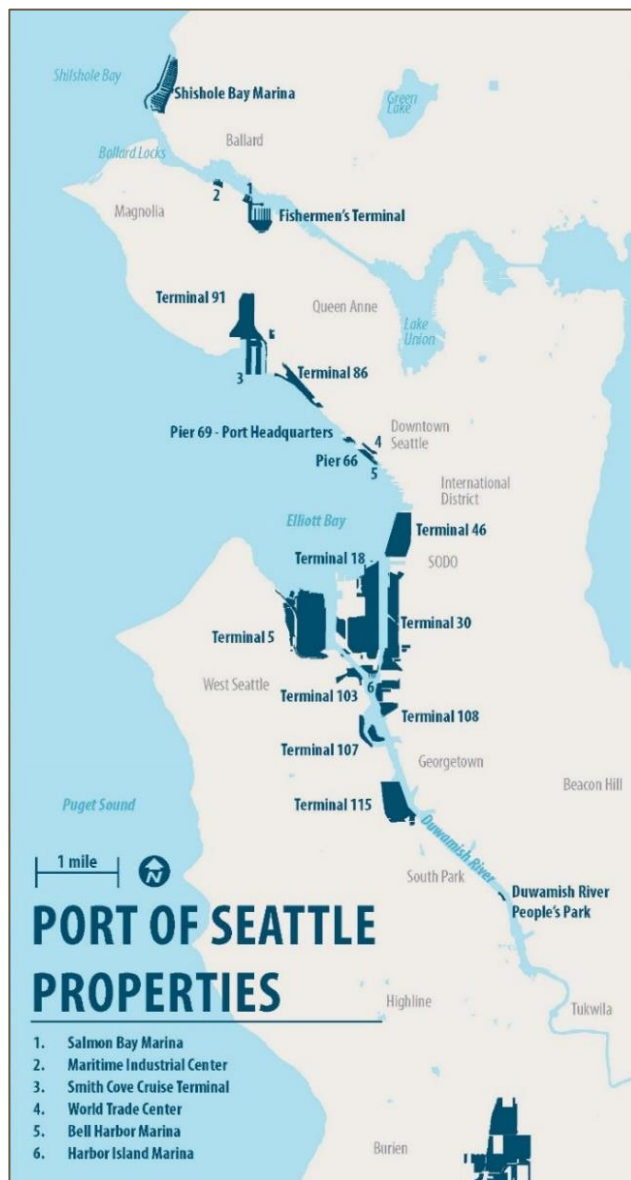 Shilshole Bay
Shishole Bay Marina
Green
Lake
Ballard
Ballard Locks
2
1
Magnolia
Fishermen's Terminal
Terminal 91
Queen Anne
Lake
Union
3
Terminal 86
Pier 69 - Port Headquarters
4
Downtown
Seattle
Pier 66
5
International
District
Elliott Bay
Terminal 46
Terminal 18
SODO
Terminal 5
Terminal 30
West Seattle
6
Terminal 103
Terminal 108
Terminal 107
Georgetown
Beacon Hill
Puget Sound
Terminal 115
Duwamish River
1 mile
N
South Park
Duwamish River
People's Park
PORT OF SEATTLE
PROPERTIES
Highline
Tukwila
1. Salmon Bay Marina
2. Maritime Industrial Center
3. Smith Cove Cruise Terminal
4. World Trade Center
5. Bell Harbor Marina
6. Harbor Island Marina
Burien